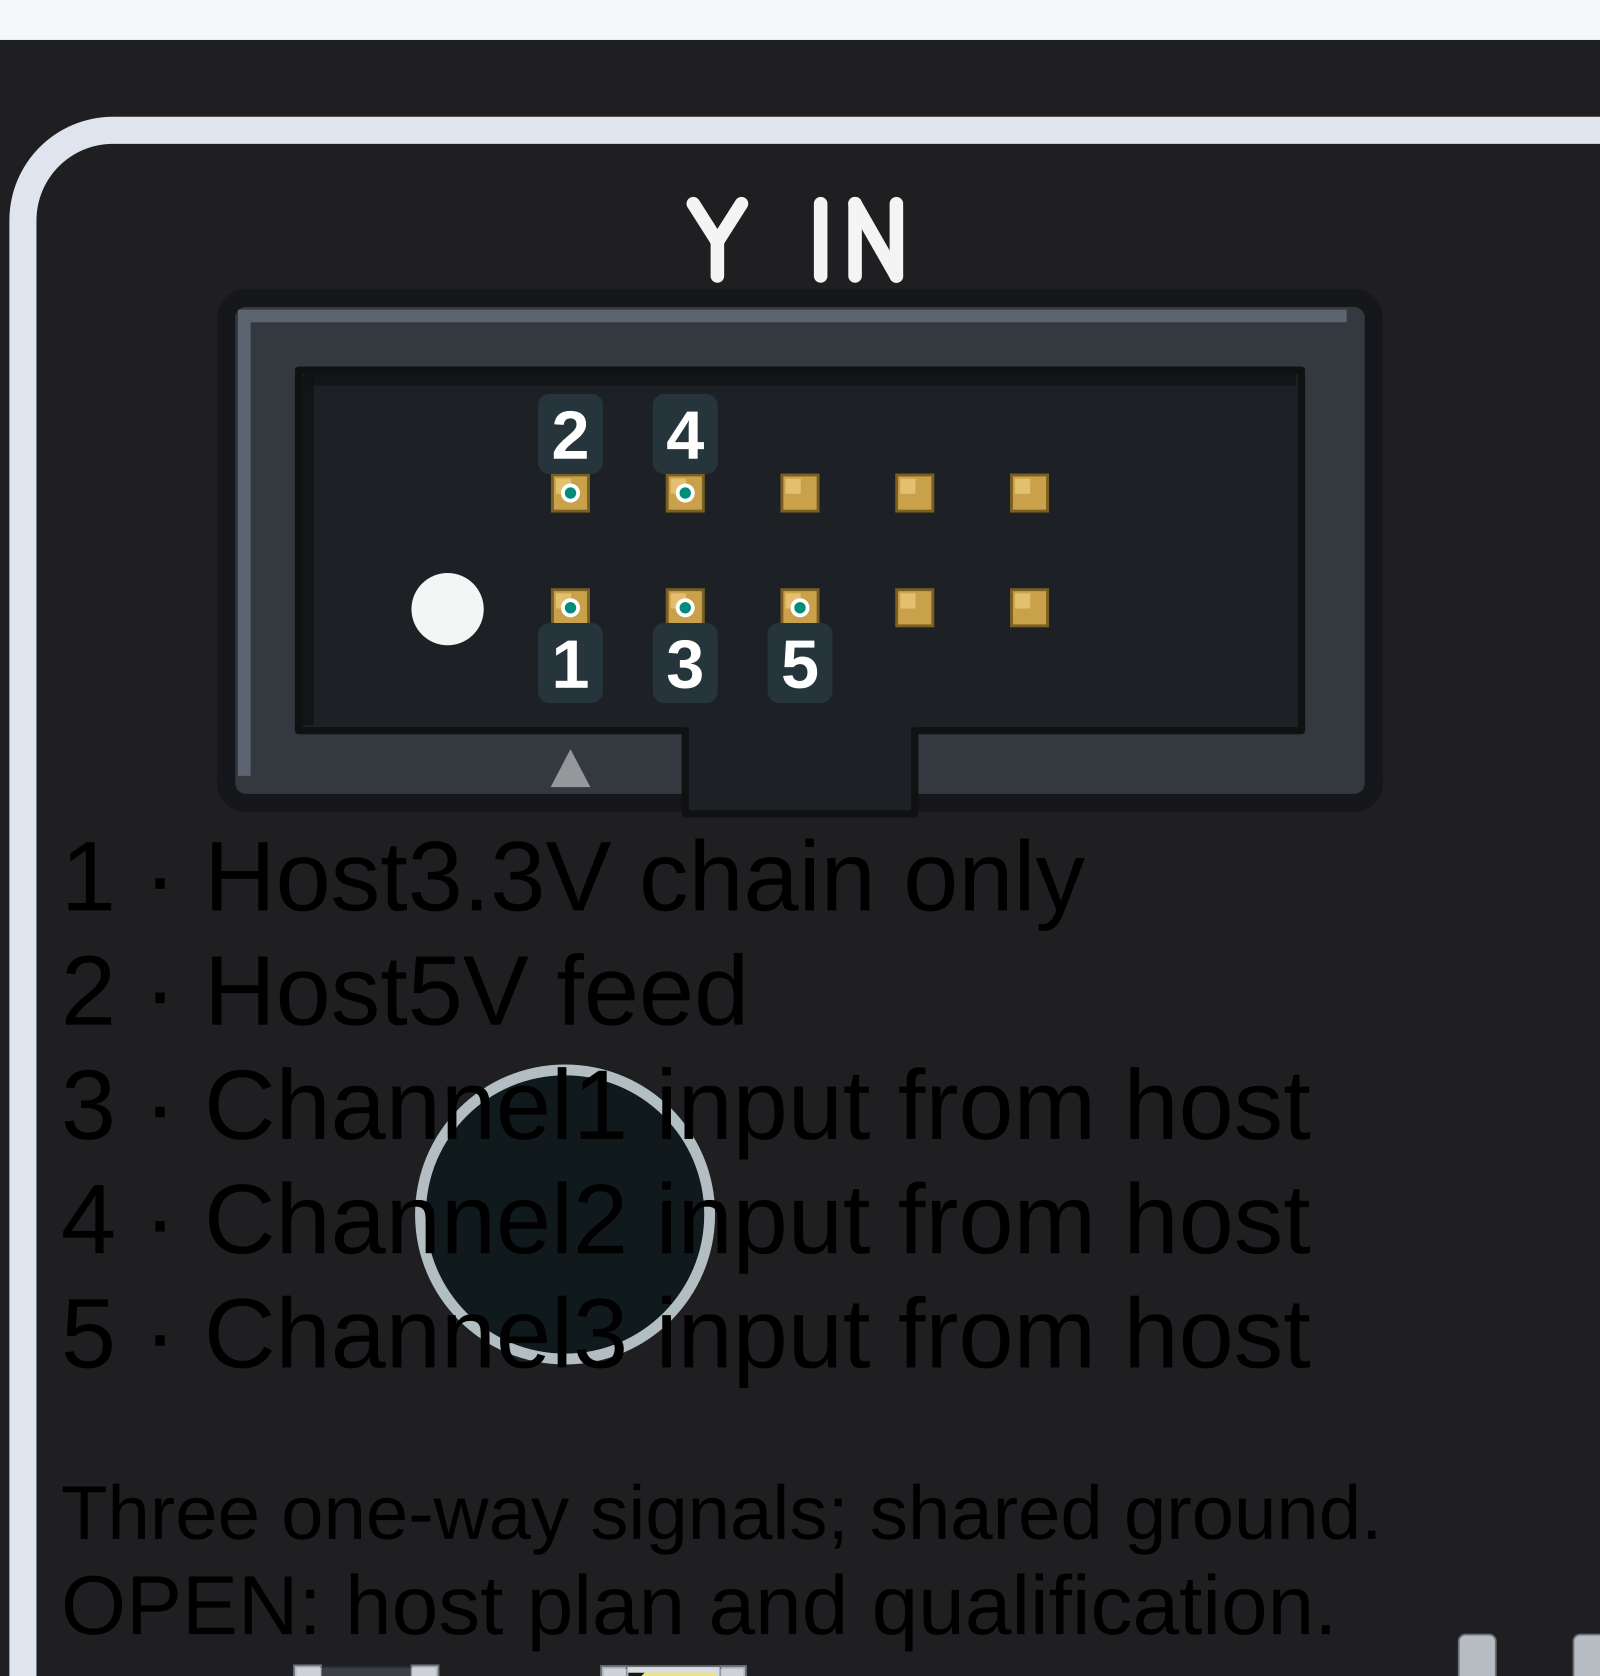 Y IN
2 4
1 3 5
1 · Host3.3V chain only
2 · Host5V feed
3 · Channel1 input from host
4 · Channel2 input from host
5 · Channel3 input from host
Three one-way signals; shared ground.
OPEN: host plan and qualification.